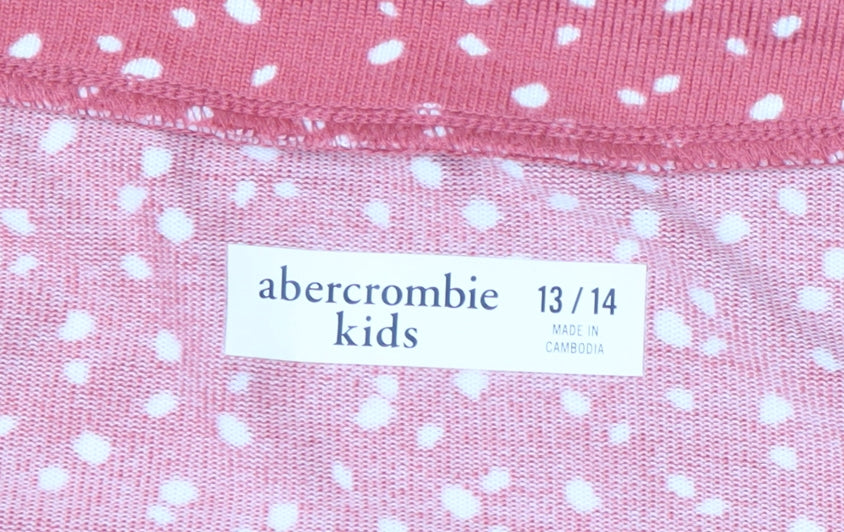 abercrombie
kids
13 / 14
MADE IN
CAMBODIA